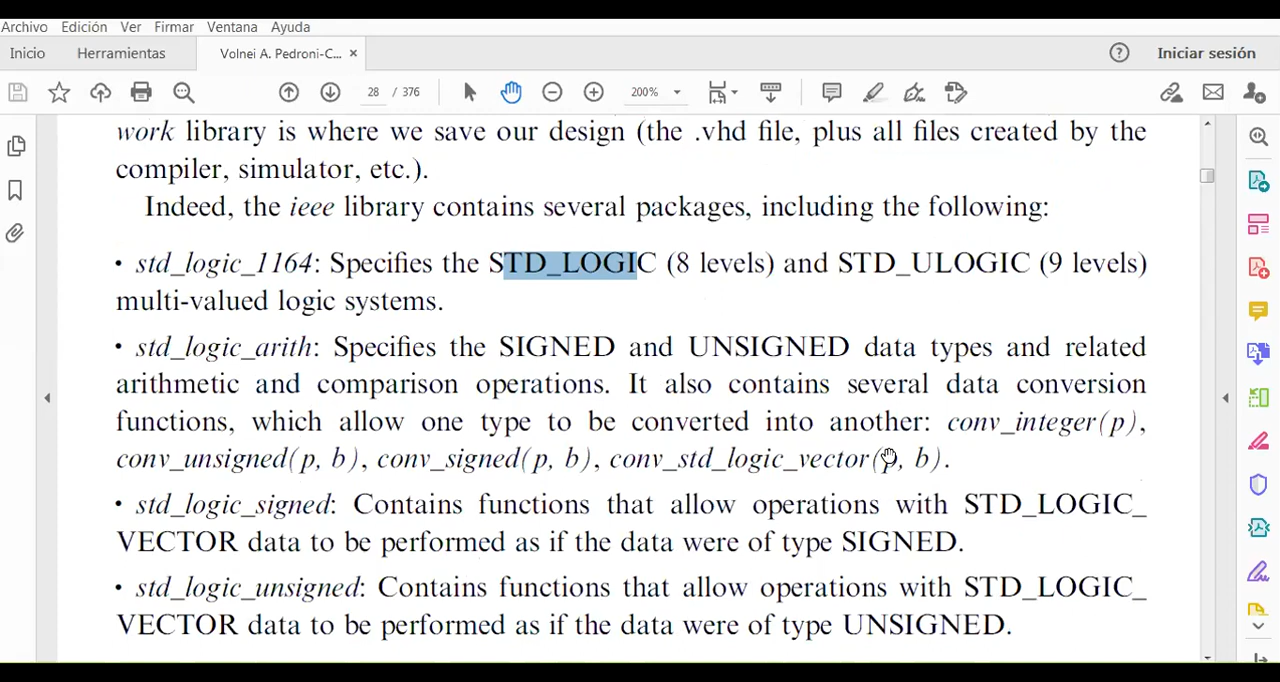 Archivo Edición Ver Firmar Ventana Ayuda
Inicio Herramientas Volnei A. Pedroni-C... × ? Iniciar sesión
28 / 376 200%
work library is where we save our design (the .vhd file, plus all files created by the
compiler, simulator, etc.).
Indeed, the ieee library contains several packages, including the following:
• std_logic_1164: Specifies the STD_LOGIC (8 levels) and STD_ULOGIC (9 levels)
multi-valued logic systems.
• std_logic_arith: Specifies the SIGNED and UNSIGNED data types and related
arithmetic and comparison operations. It also contains several data conversion
functions, which allow one type to be converted into another: conv_integer(p),
conv_unsigned(p, b), conv_signed(p, b), conv_std_logic_vector(p, b).
• std_logic_signed: Contains functions that allow operations with STD_LOGIC_
VECTOR data to be performed as if the data were of type SIGNED.
• std_logic_unsigned: Contains functions that allow operations with STD_LOGIC_
VECTOR data to be performed as if the data were of type UNSIGNED.